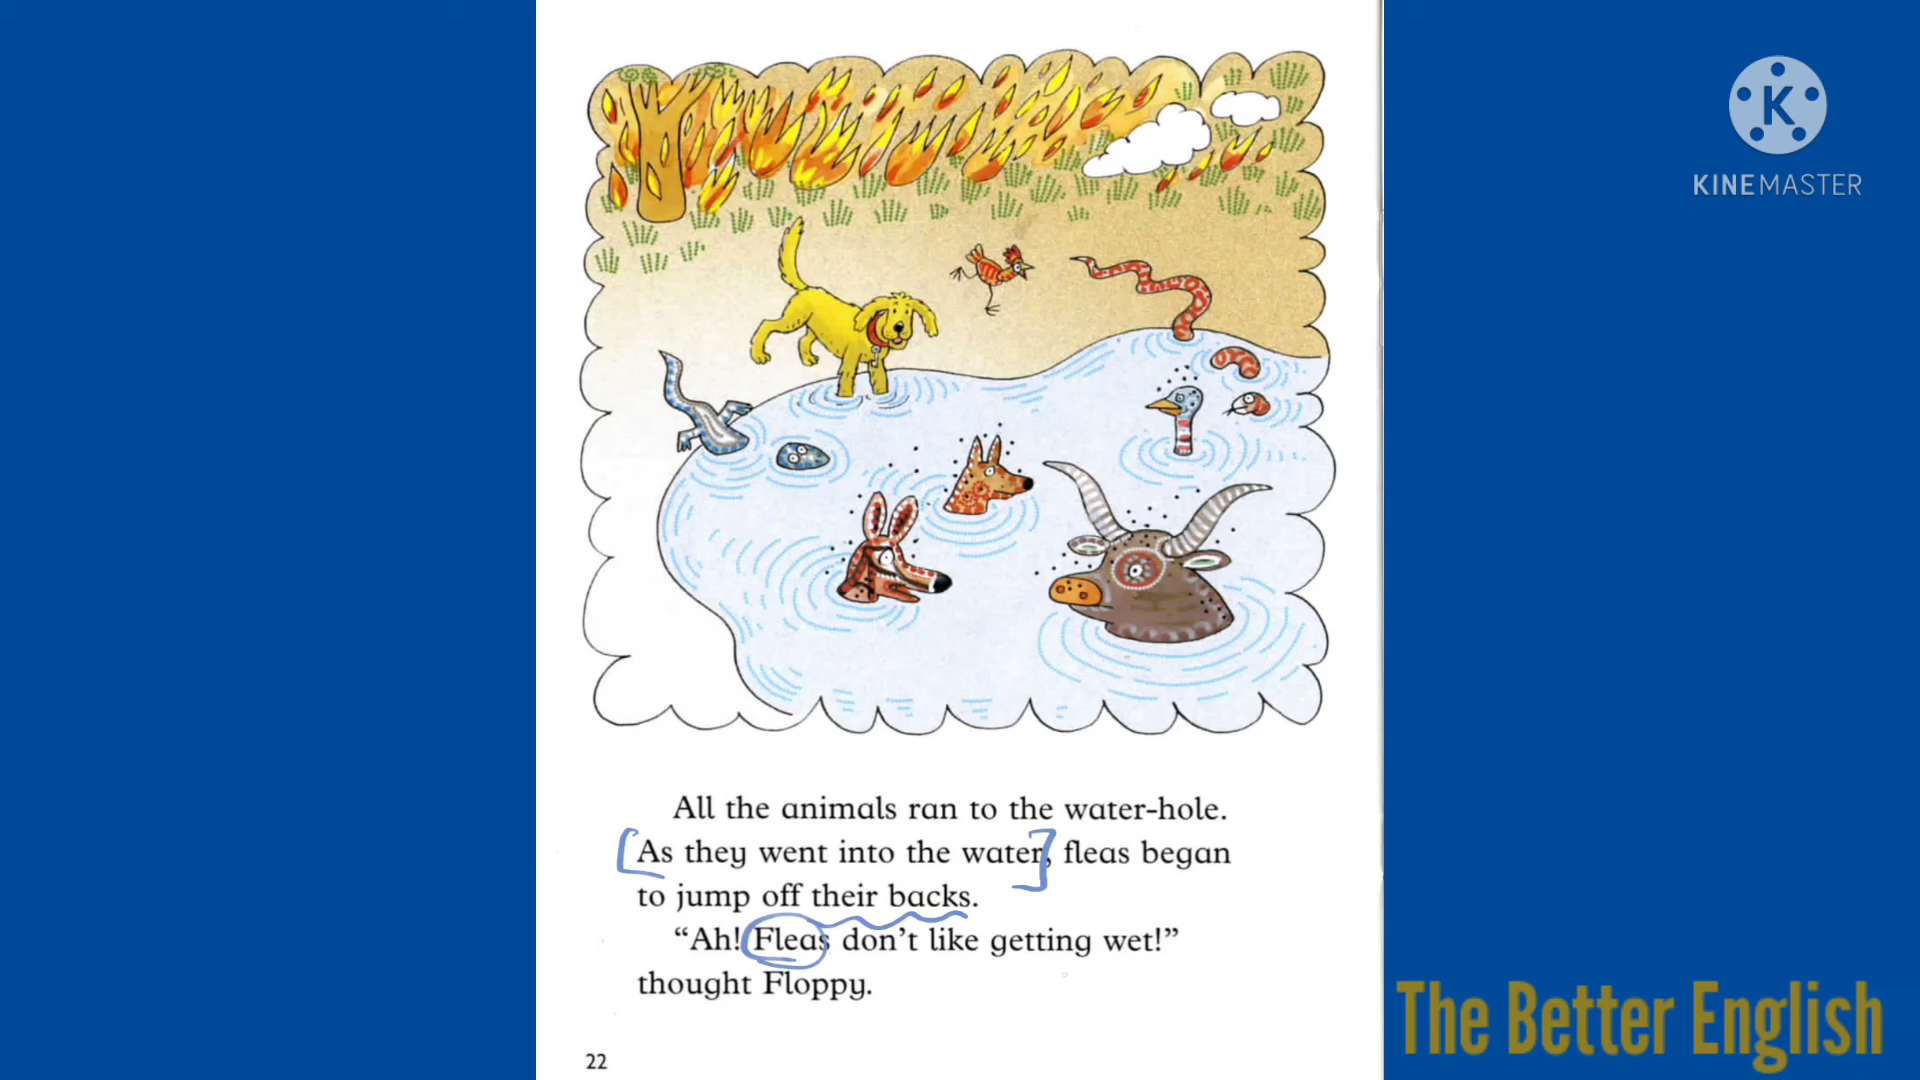 K
KINEMASTER
All the animals ran to the water-hole.
As they went into the water, fleas began
to jump off their backs.
“Ah! Fleas don’t like getting wet!”
thought Floppy.
22
The Better English